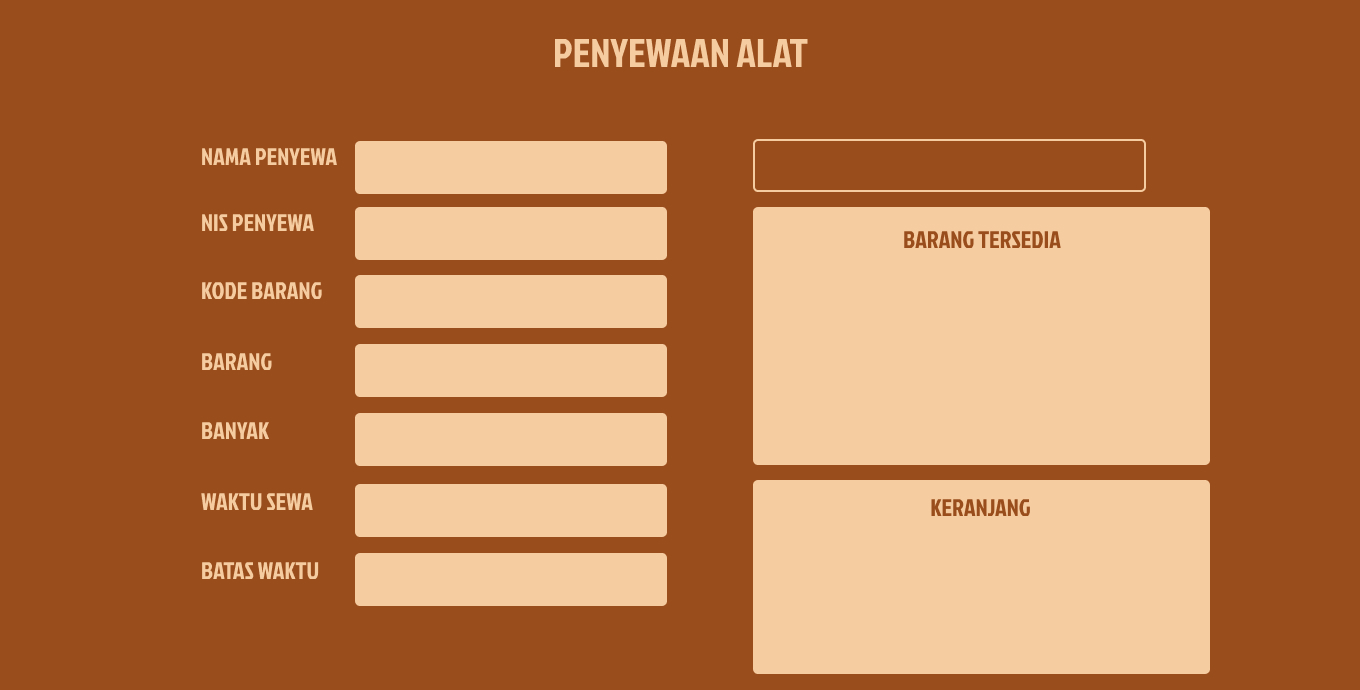 PENYEWAAN ALAT
NAMA PENYEWA
NIS PENYEWA
KODE BARANG
BARANG
BANYAK
WAKTU SEWA
BATAS WAKTU
BARANG TERSEDIA
KERANJANG